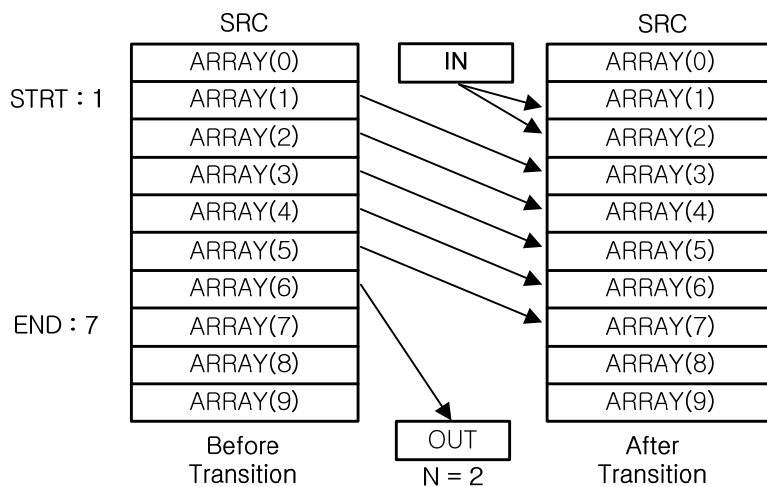 SRC
ARRAY(0)
STRT : 1
ARRAY(1)
ARRAY(2)
ARRAY(3)
ARRAY(4)
ARRAY(5)
ARRAY(6)
END : 7
ARRAY(7)
ARRAY(8)
ARRAY(9)
Before
Transition
IN
OUT
N = 2
SRC
ARRAY(0)
ARRAY(1)
ARRAY(2)
ARRAY(3)
ARRAY(4)
ARRAY(5)
ARRAY(6)
ARRAY(7)
ARRAY(8)
ARRAY(9)
After
Transition